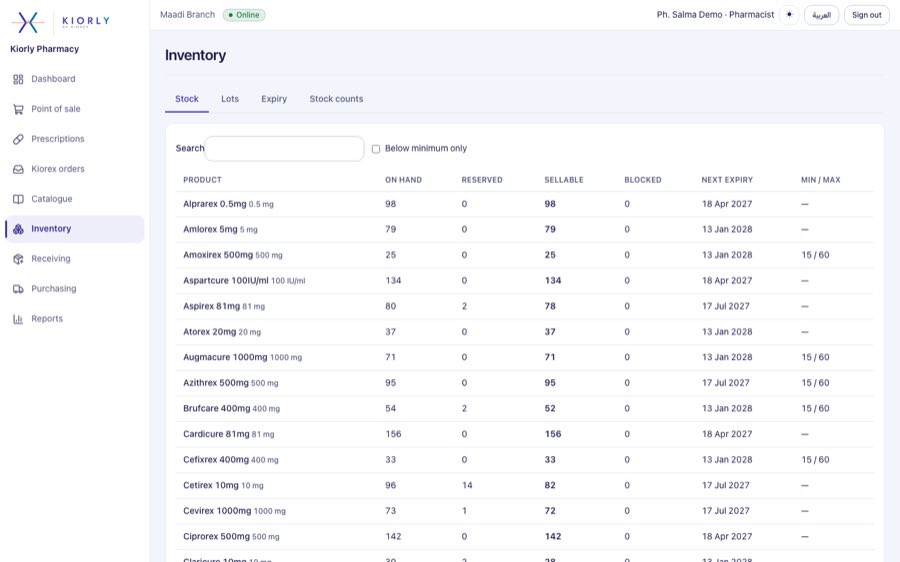 KIORLY
Maadi Branch
Online
Ph. Salma Demo · Pharmacist
العربية
Sign out
Kiorly Pharmacy
Dashboard
Point of sale
Prescriptions
Kiorex orders
Catalogue
Inventory
Receiving
Purchasing
Reports
Inventory
Stock Lots Expiry Stock counts
Search Below minimum only
PRODUCT ON HAND RESERVED SELLABLE BLOCKED NEXT EXPIRY MIN / MAX
Alprarex 0.5mg 0.5 mg 98 0 98 0 18 Apr 2027 —
Amlorex 5mg 5 mg 79 0 79 0 13 Jan 2028 —
Amoxirex 500mg 500 mg 25 0 25 0 13 Jan 2028 15 / 60
Aspartcure 100IU/ml 100 IU/ml 134 0 134 0 18 Apr 2027 —
Aspirex 81mg 81 mg 80 2 78 0 17 Jul 2027 —
Atorex 20mg 20 mg 37 0 37 0 13 Jan 2028 —
Augmacure 1000mg 1000 mg 71 0 71 0 13 Jan 2028 15 / 60
Azithrex 500mg 500 mg 95 0 95 0 17 Jul 2027 15 / 60
Brufcare 400mg 400 mg 54 2 52 0 13 Jan 2028 15 / 60
Cardicure 81mg 81 mg 156 0 156 0 18 Apr 2027 —
Cefixrex 400mg 400 mg 33 0 33 0 13 Jan 2028 15 / 60
Cetirex 10mg 10 mg 96 14 82 0 17 Jul 2027 —
Cevirex 1000mg 1000 mg 73 1 72 0 17 Jul 2027 —
Ciprorex 500mg 500 mg 142 0 142 0 18 Apr 2027 —